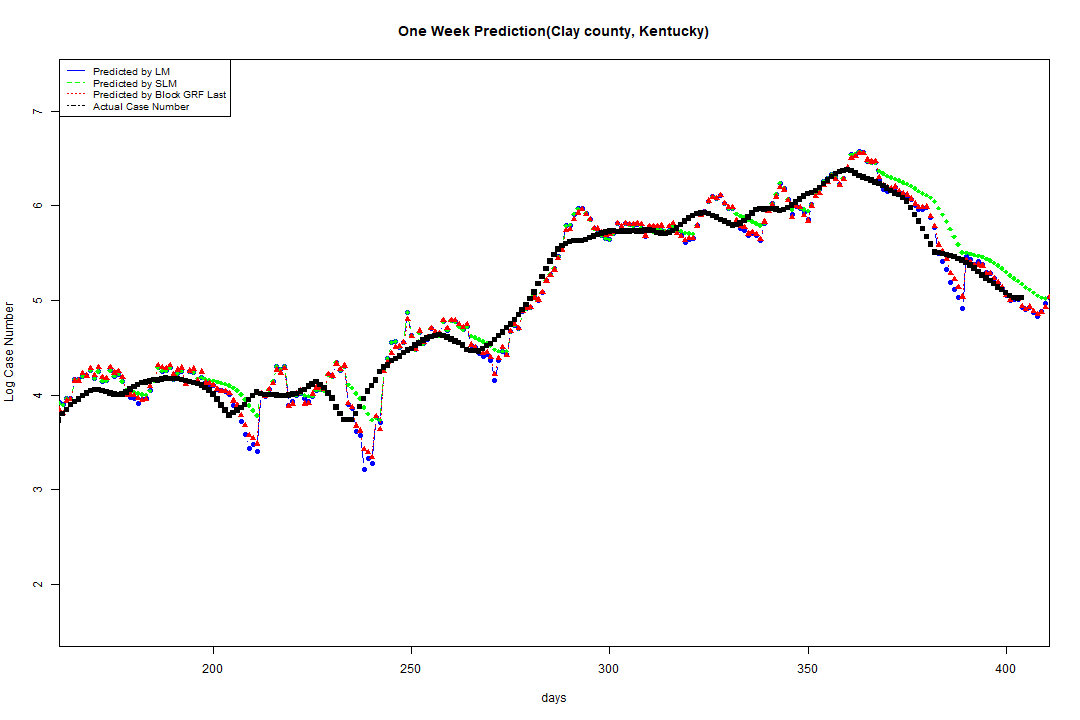 One Week Prediction(Clay county, Kentucky)
Predicted by LM
Predicted by SLM
Predicted by Block GRF Last
Actual Case Number
7
6
5
4
3
2
Log Case Number
200 250 300 350 400
days